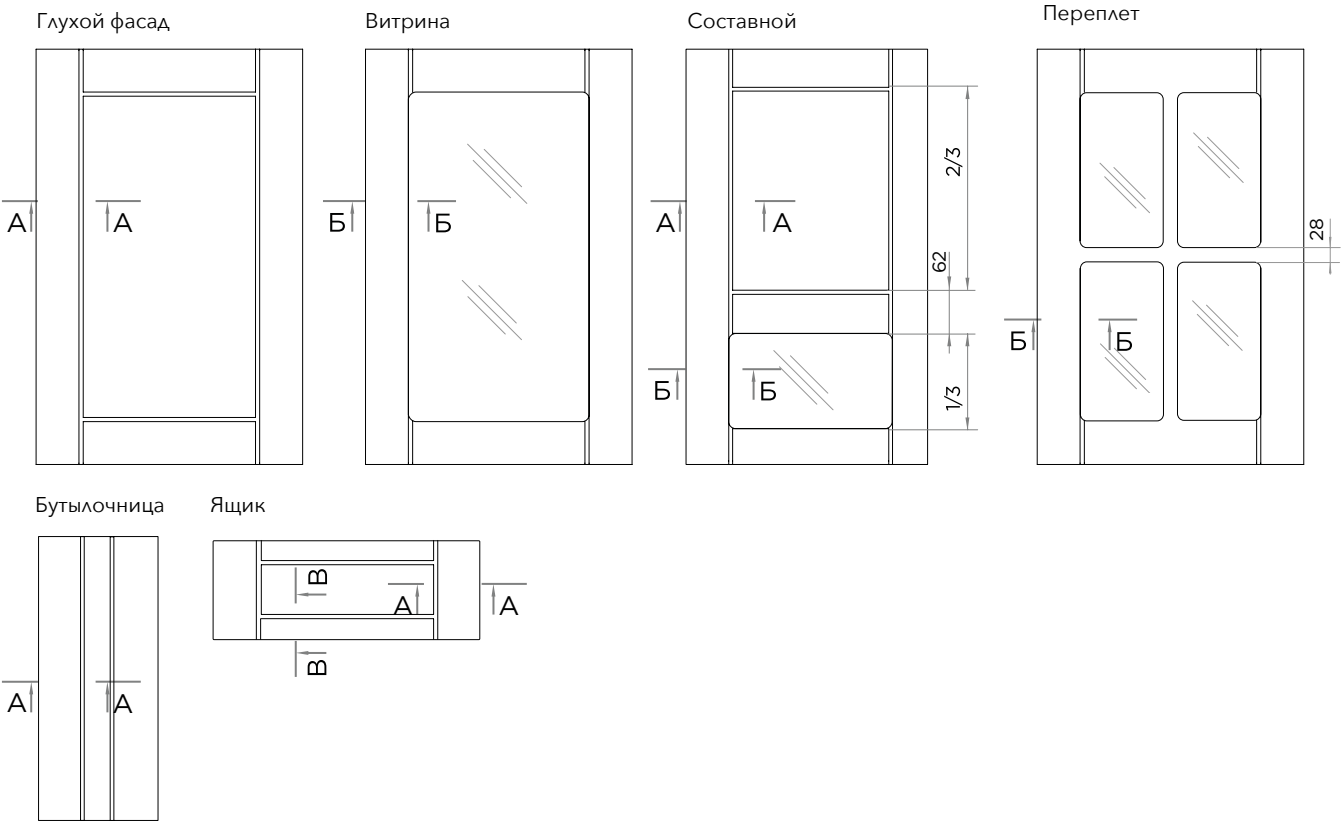 Глухой фасад
Витрина
Составной
Переплет
А
А
Б
Б
А
А
Б
Б
2/3
62
1/3
Б
Б
28
Бутылочница
Ящик
А
А
В
В
А
А